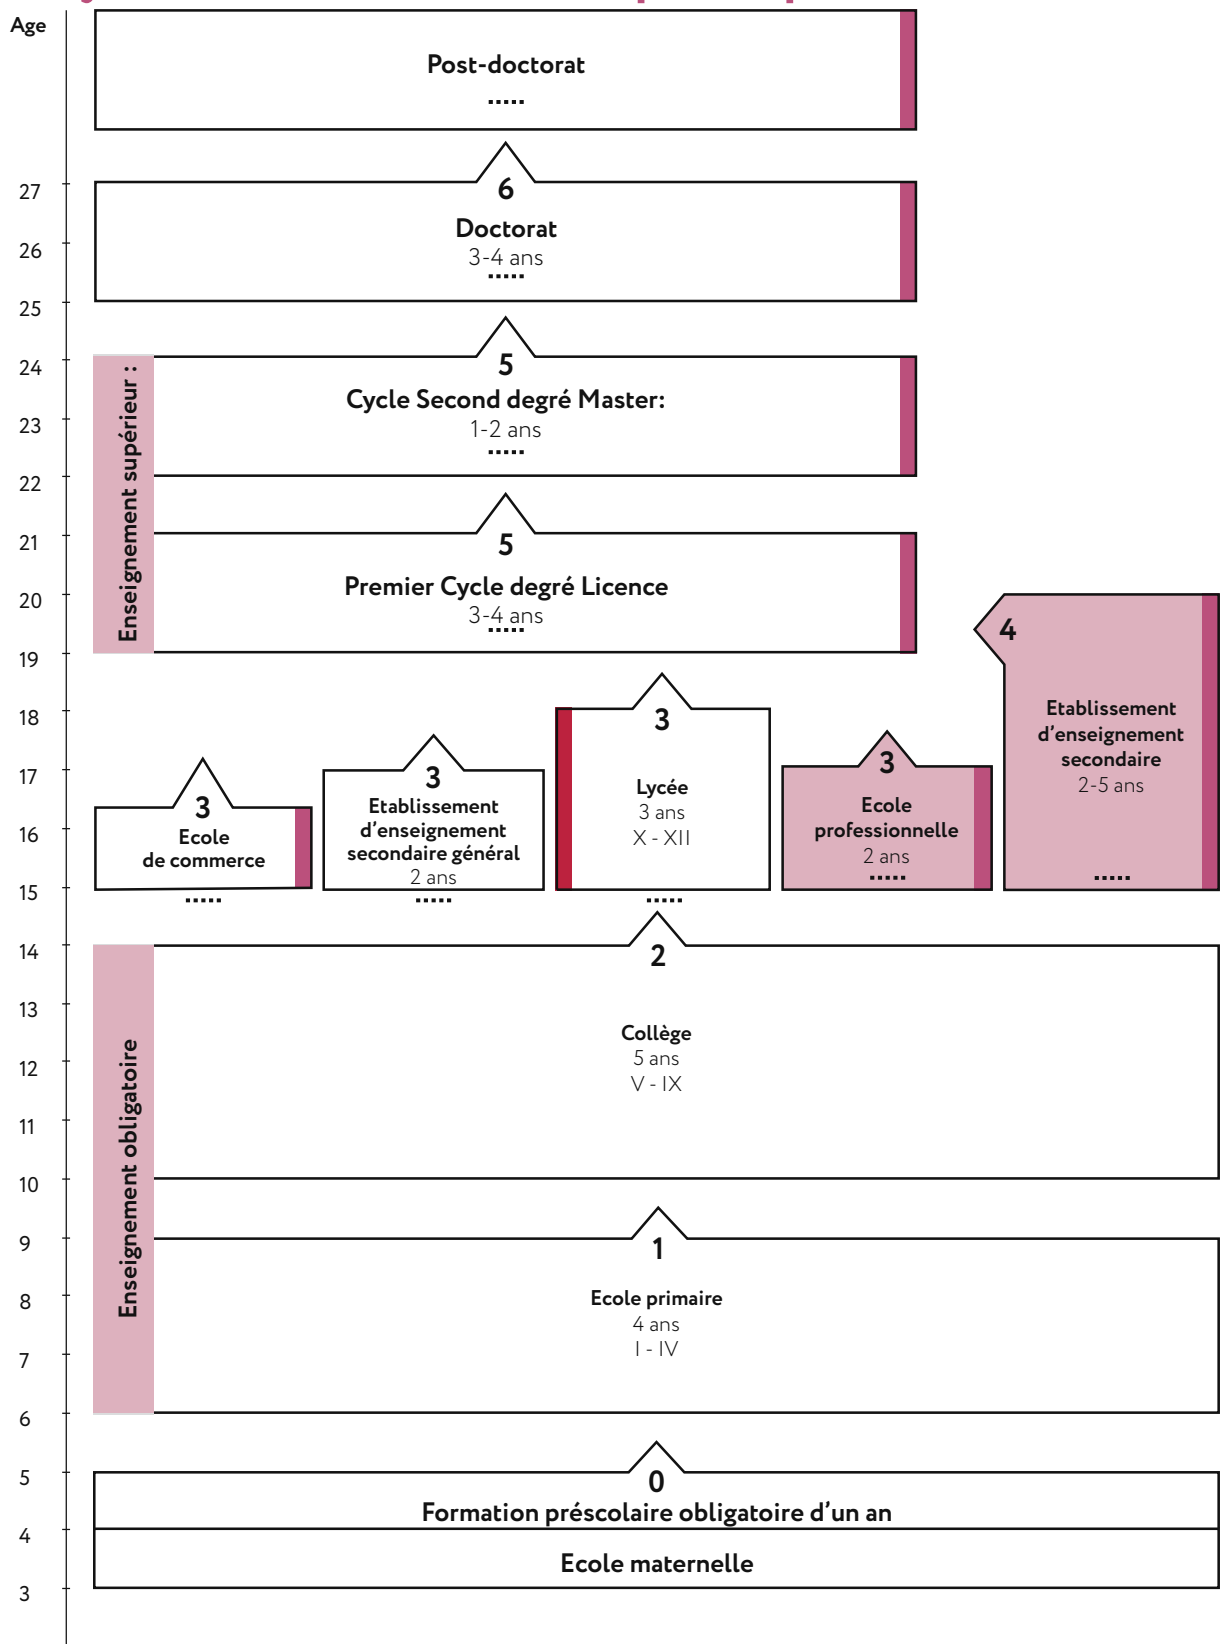 Age
Post-doctorat
27
6
Doctorat
26
3-4 ans
25
24
5
Cycle Second degré Master:
23
1-2 ans
22
Enseignement supérieur :
21
5
Premier Cycle degré Licence
20
3-4 ans
19
4
Etablissement
d'enseignement
secondaire
2-5 ans
18
3
Lycée
3 ans
X - XII
17
3
Etablissement
d'enseignement
secondaire général
2 ans
3
Ecole
professionnelle
2 ans
16
3
Ecole
de commerce
15
14
2
13
Collège
5 ans
V - IX
12
11
10
Enseignement obligatoire
9
1
8
Ecole primaire
4 ans
I - IV
7
6
5
0
Formation préscolaire obligatoire d'un an
4
Ecole maternelle
3